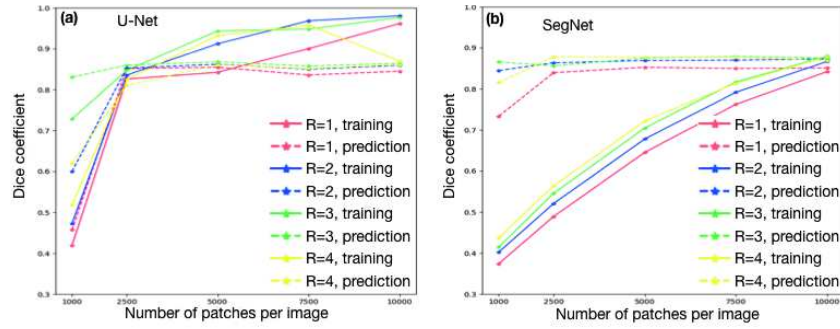 (a) U-Net
1.0
0.9
0.8
0.7
0.6
0.5
0.4
0.3
Dice coefficient
R=1, training
R=1, prediction
R=2, training
R=2, prediction
R=3, training
R=3, prediction
R=4, training
R=4, prediction
1000 2500 5000 7500 10000
Number of patches per image
(b) SegNet
1.0
0.9
0.8
0.7
0.6
0.5
0.4
0.3
Dice coefficient
R=1, training
R=1, prediction
R=2, training
R=2, prediction
R=3, training
R=3, prediction
R=4, training
R=4, prediction
1000 2500 5000 7500 10000
Number of patches per image